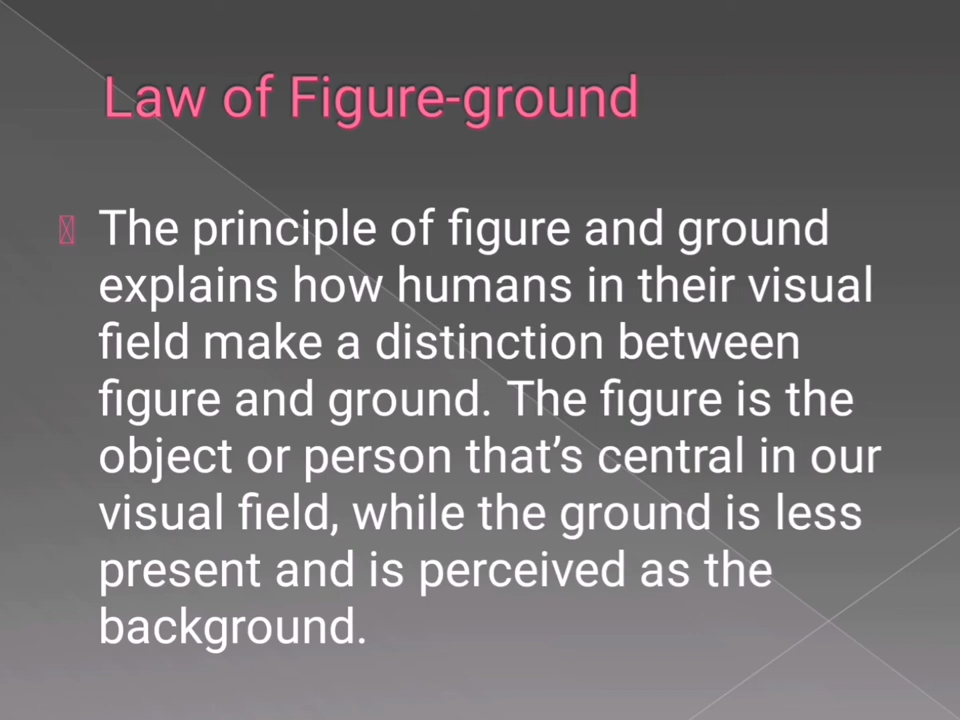 Law of Figure-ground
The principle of figure and ground
explains how humans in their visual
field make a distinction between
figure and ground. The figure is the
object or person that’s central in our
visual field, while the ground is less
present and is perceived as the
background.